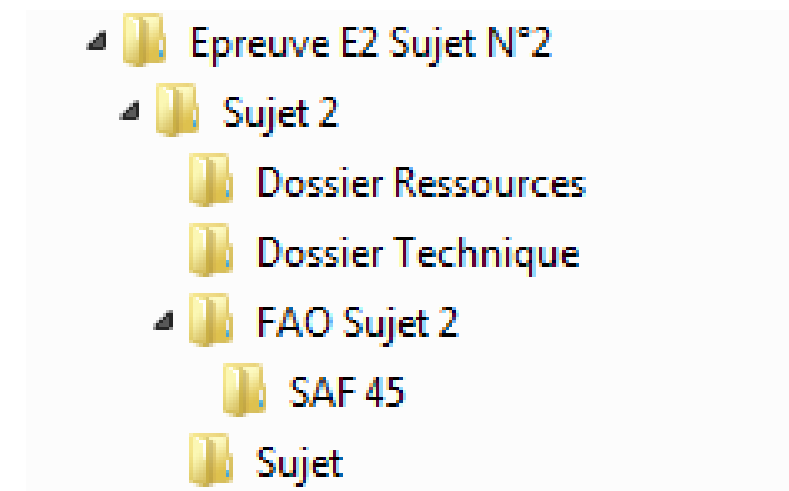 Epreuve E2 Sujet N°2
Sujet 2
Dossier Ressources
Dossier Technique
FAO Sujet 2
SAF 45
Sujet